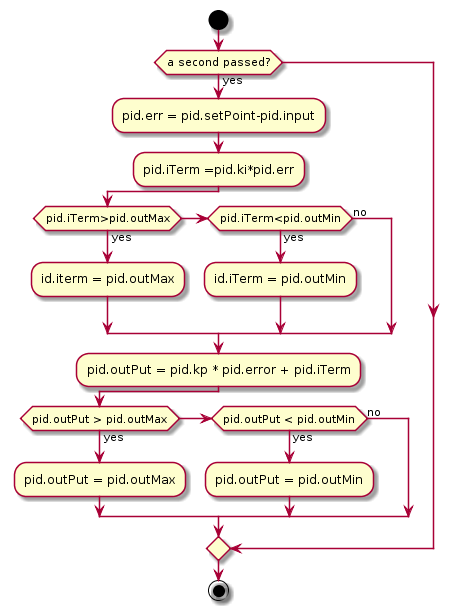 a second passed?
yes
pid.err = pid.setPoint-pid.input
pid.iTerm =pid.ki*pid.err
pid.iTerm>pid.outMax
pid.iTerm<pid.outMin
no
yes
yes
id.iterm = pid.outMax
id.iTerm = pid.outMin
pid.outPut = pid.kp * pid.error + pid.iTerm
pid.outPut > pid.outMax
pid.outPut < pid.outMin
no
yes
yes
pid.outPut = pid.outMax
pid.outPut = pid.outMin